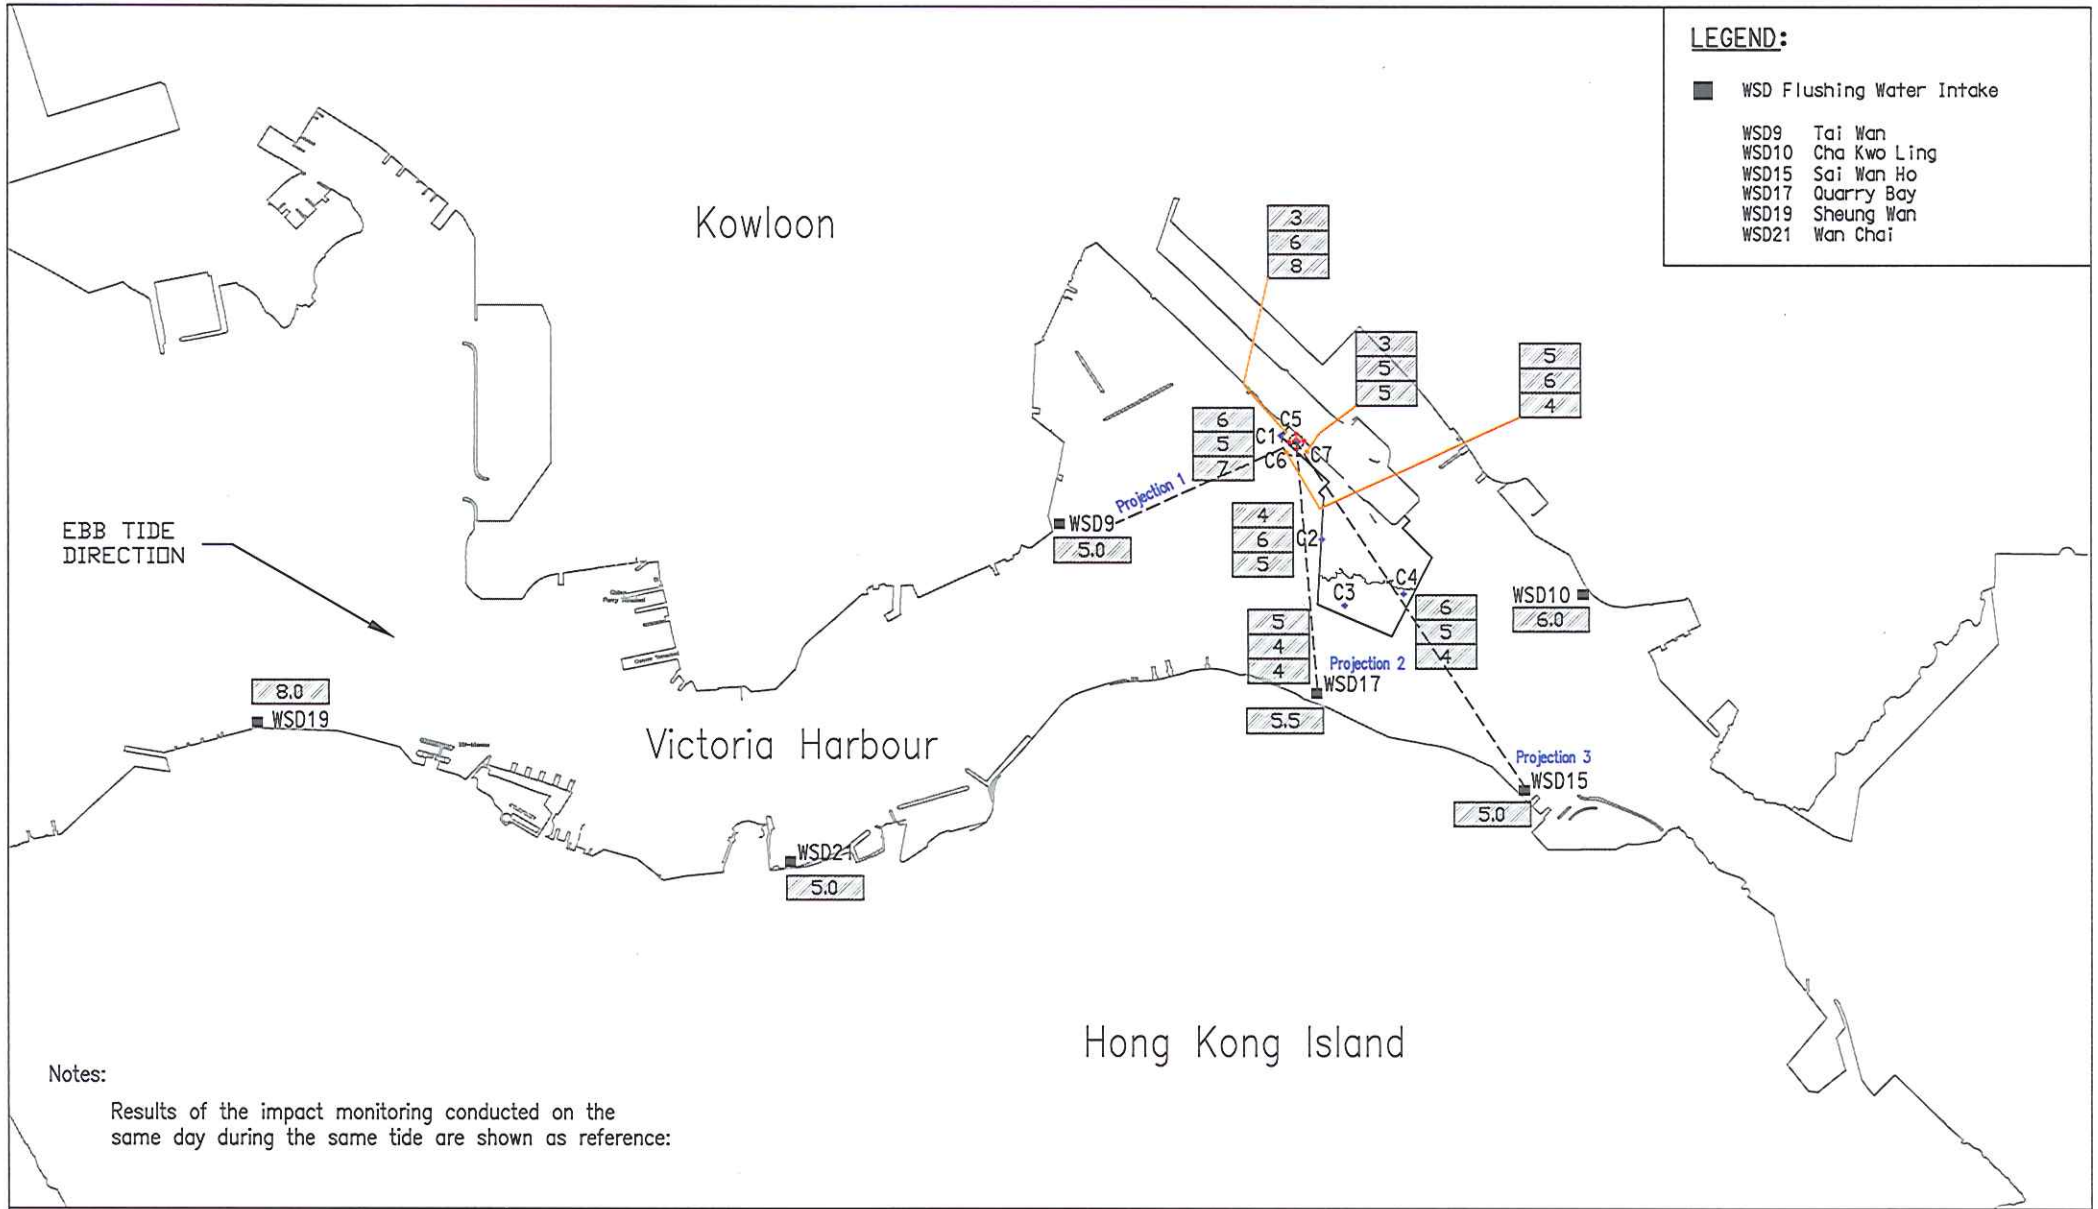 LEGEND:
WSD Flushing Water Intake
WSD9 Tai Wan
WSD10 Cha Kwo Ling
WSD15 Sai Wan Ho
WSD17 Quarry Bay
WSD19 Sheung Wan
WSD21 Wan Chai
Kowloon
3
6
8
3
5
5
5
6
4
6
5
7
C5
C1
C6
C7
Projection 1
WSD9
5.0
4
6
5
C2
EBB TIDE
DIRECTION
C3
C4
WSD10
6.0
5
4
4
6
5
4
Projection 2
WSD17
5.5
8.0
WSD19
Victoria Harbour
Projection 3
WSD15
5.0
WSD21
5.0
Hong Kong Island
Notes:
Results of the impact monitoring conducted on the
same day during the same tide are shown as reference: